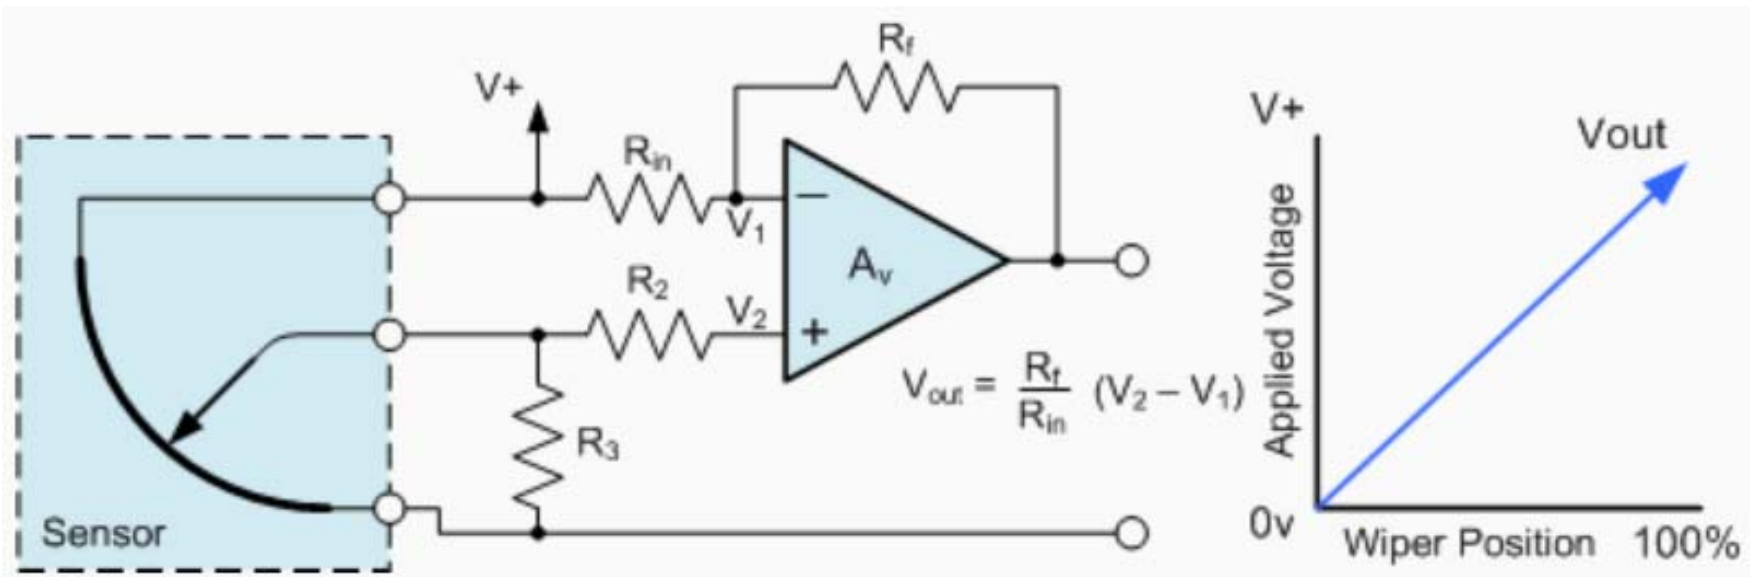 Rf
V+
Rin
V1
R2
V2
Av
−
+
R3
Vout = Rf/Rin (V2 – V1)
Sensor
V+
Vout
Applied Voltage
0v
Wiper Position
100%